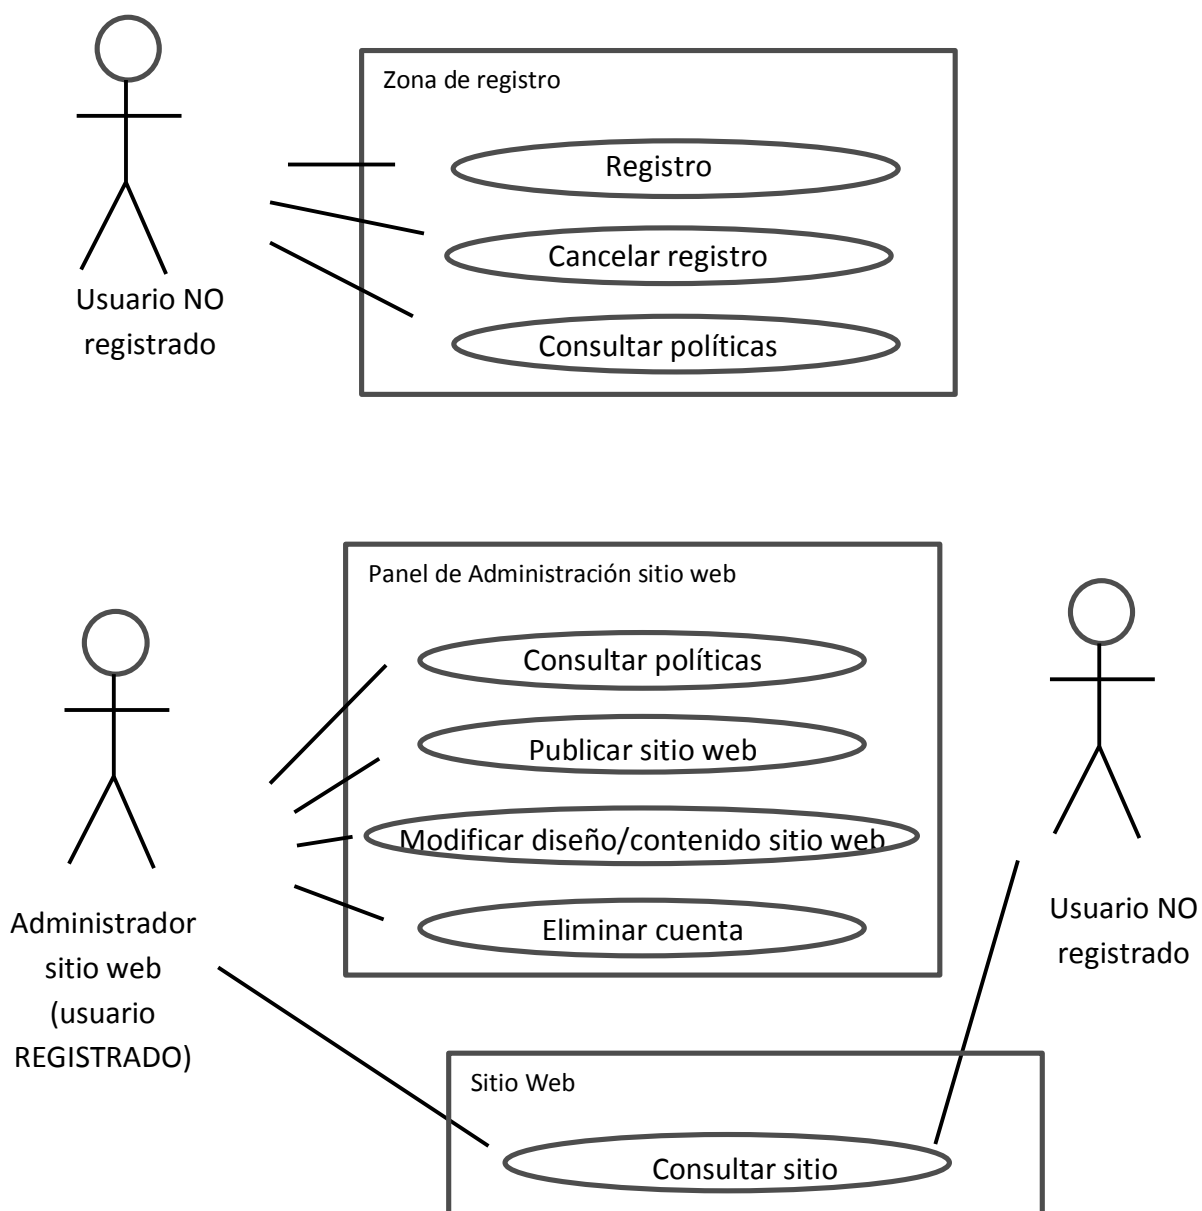 Zona de registro
Registro
Cancelar registro
Consultar políticas
Usuario NO
registrado
Panel de Administración sitio web
Consultar políticas
Publicar sitio web
Modificar diseño/contenido sitio web
Eliminar cuenta
Administrador
sitio web
(usuario
REGISTRADO)
Usuario NO
registrado
Sitio Web
Consultar sitio